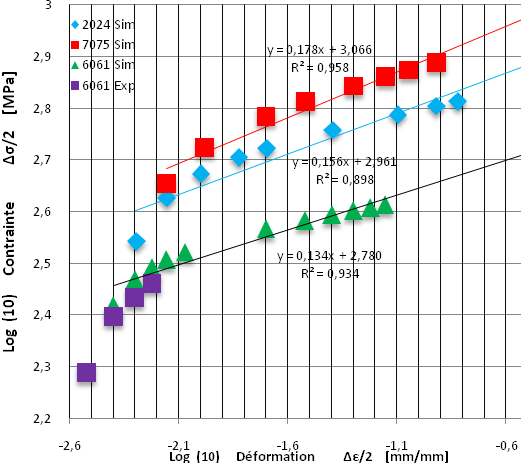 3
2,9
2,8
2,7
2,6
2,5
2,4
2,3
2,2
Log (10) Contrainte Δσ/2 [MPa]
2024 Sim
7075 Sim
6061 Sim
6061 Exp
y = 0,178x + 3,066
R² = 0,958
y = 0,156x + 2,961
R² = 0,898
y = 0,134x + 2,780
R² = 0,934
-2,6 -2,1 -1,6 -1,1 -0,6
Log (10) Déformation Δε/2 [mm/mm]